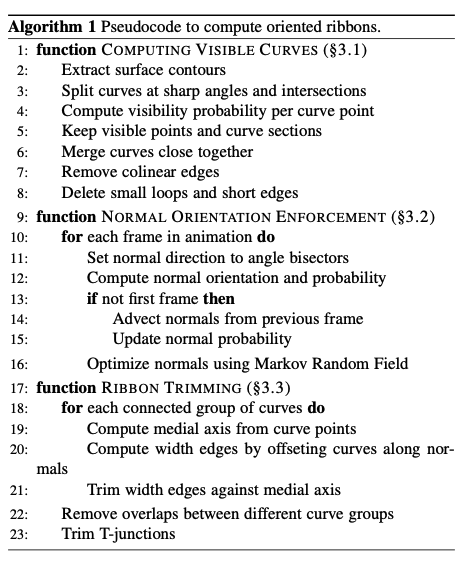 Algorithm 1 Pseudocode to compute oriented ribbons.
1: function COMPUTING VISIBLE CURVES (§3.1)
2: Extract surface contours
3: Split curves at sharp angles and intersections
4: Compute visibility probability per curve point
5: Keep visible points and curve sections
6: Merge curves close together
7: Remove colinear edges
8: Delete small loops and short edges
9: function NORMAL ORIENTATION ENFORCEMENT (§3.2)
10: for each frame in animation do
11: Set normal direction to angle bisectors
12: Compute normal orientation and probability
13: if not first frame then
14: Advect normals from previous frame
15: Update normal probability
16: Optimize normals using Markov Random Field
17: function RIBBON TRIMMING (§3.3)
18: for each connected group of curves do
19: Compute medial axis from curve points
20: Compute width edges by offseting curves along nor-
mals
21: Trim width edges against medial axis
22: Remove overlaps between different curve groups
23: Trim T-junctions